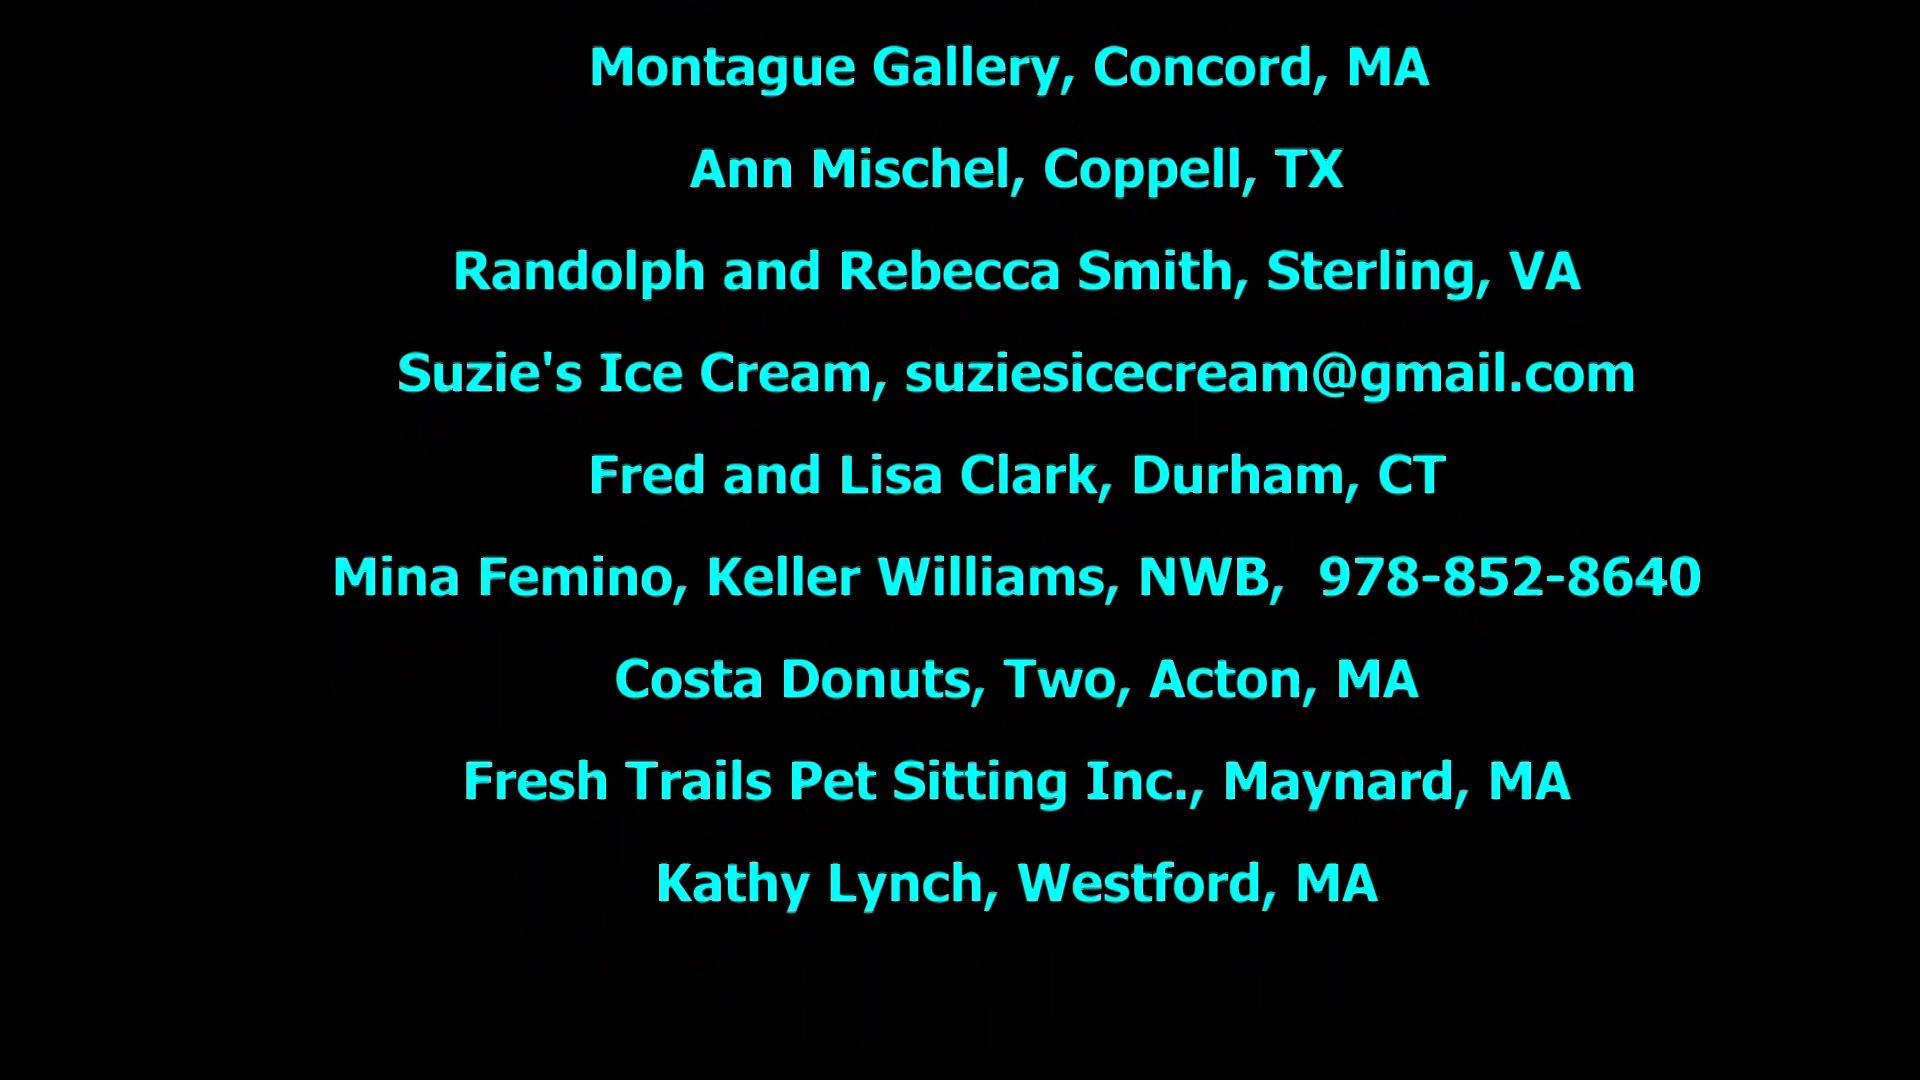 Montague Gallery, Concord, MA
Ann Mischel, Coppell, TX
Randolph and Rebecca Smith, Sterling, VA
Suzie's Ice Cream, suziesicecream@gmail.com
Fred and Lisa Clark, Durham, CT
Mina Femino, Keller Williams, NWB,  978-852-8640
Costa Donuts, Two, Acton, MA
Fresh Trails Pet Sitting Inc., Maynard, MA
Kathy Lynch, Westford, MA